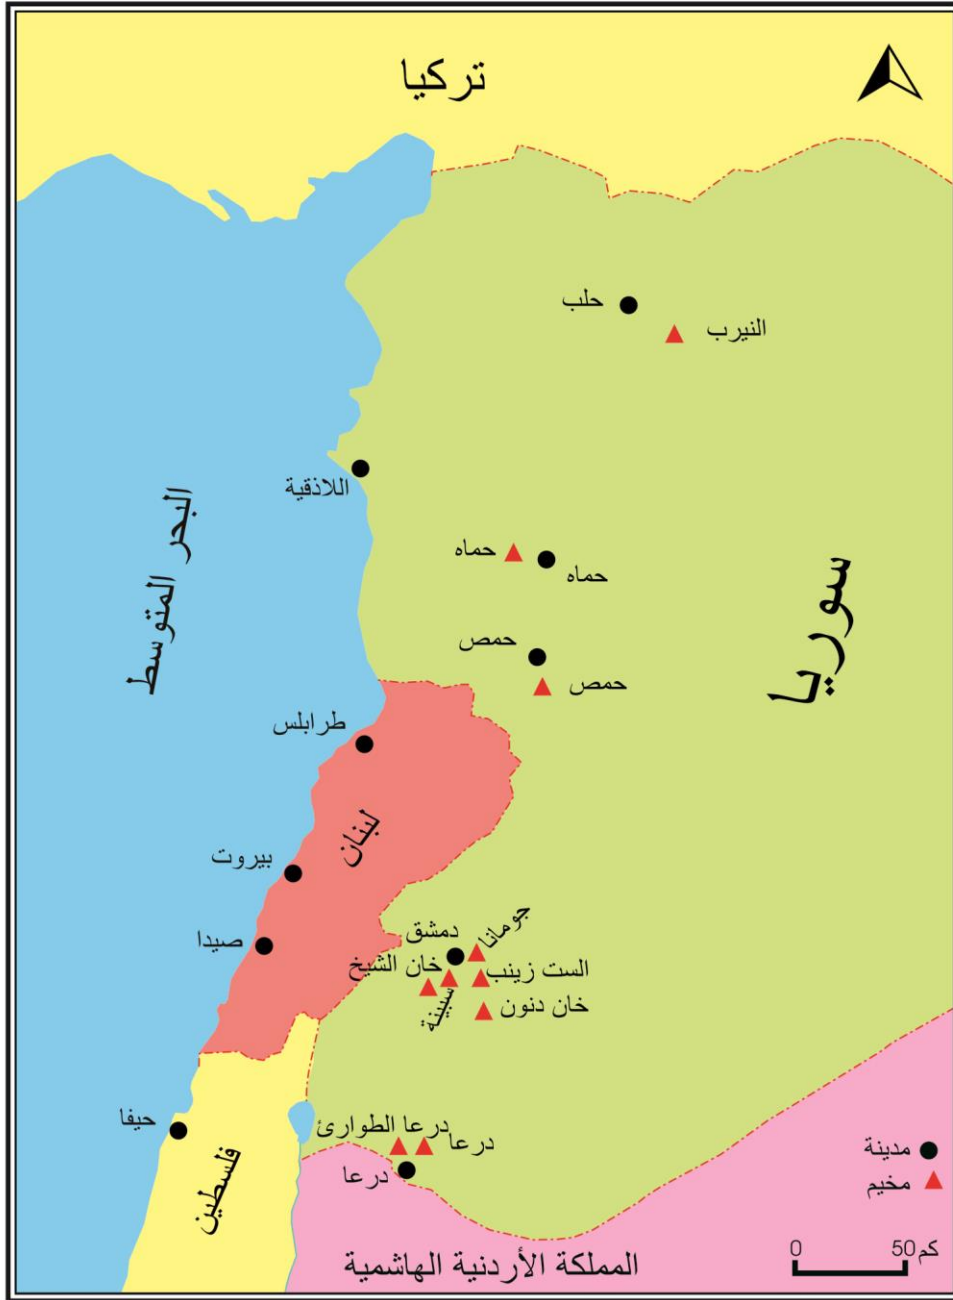 تركيا
حلب
النيرب
اللاذقية
البحر المتوسط
حماه
حماه
سوريا
حمص
حمص
طرابلس
لبنان
بيروت
جومانا
دمشق
صيدا
خان الشيخ
الست زينب
سبينة
خان دنون
حيفا
درعا الطوارئ
درعا
درعا
فلسطين
مدينة
مخيم
المملكة الأردنية الهاشمية
0 50 كم